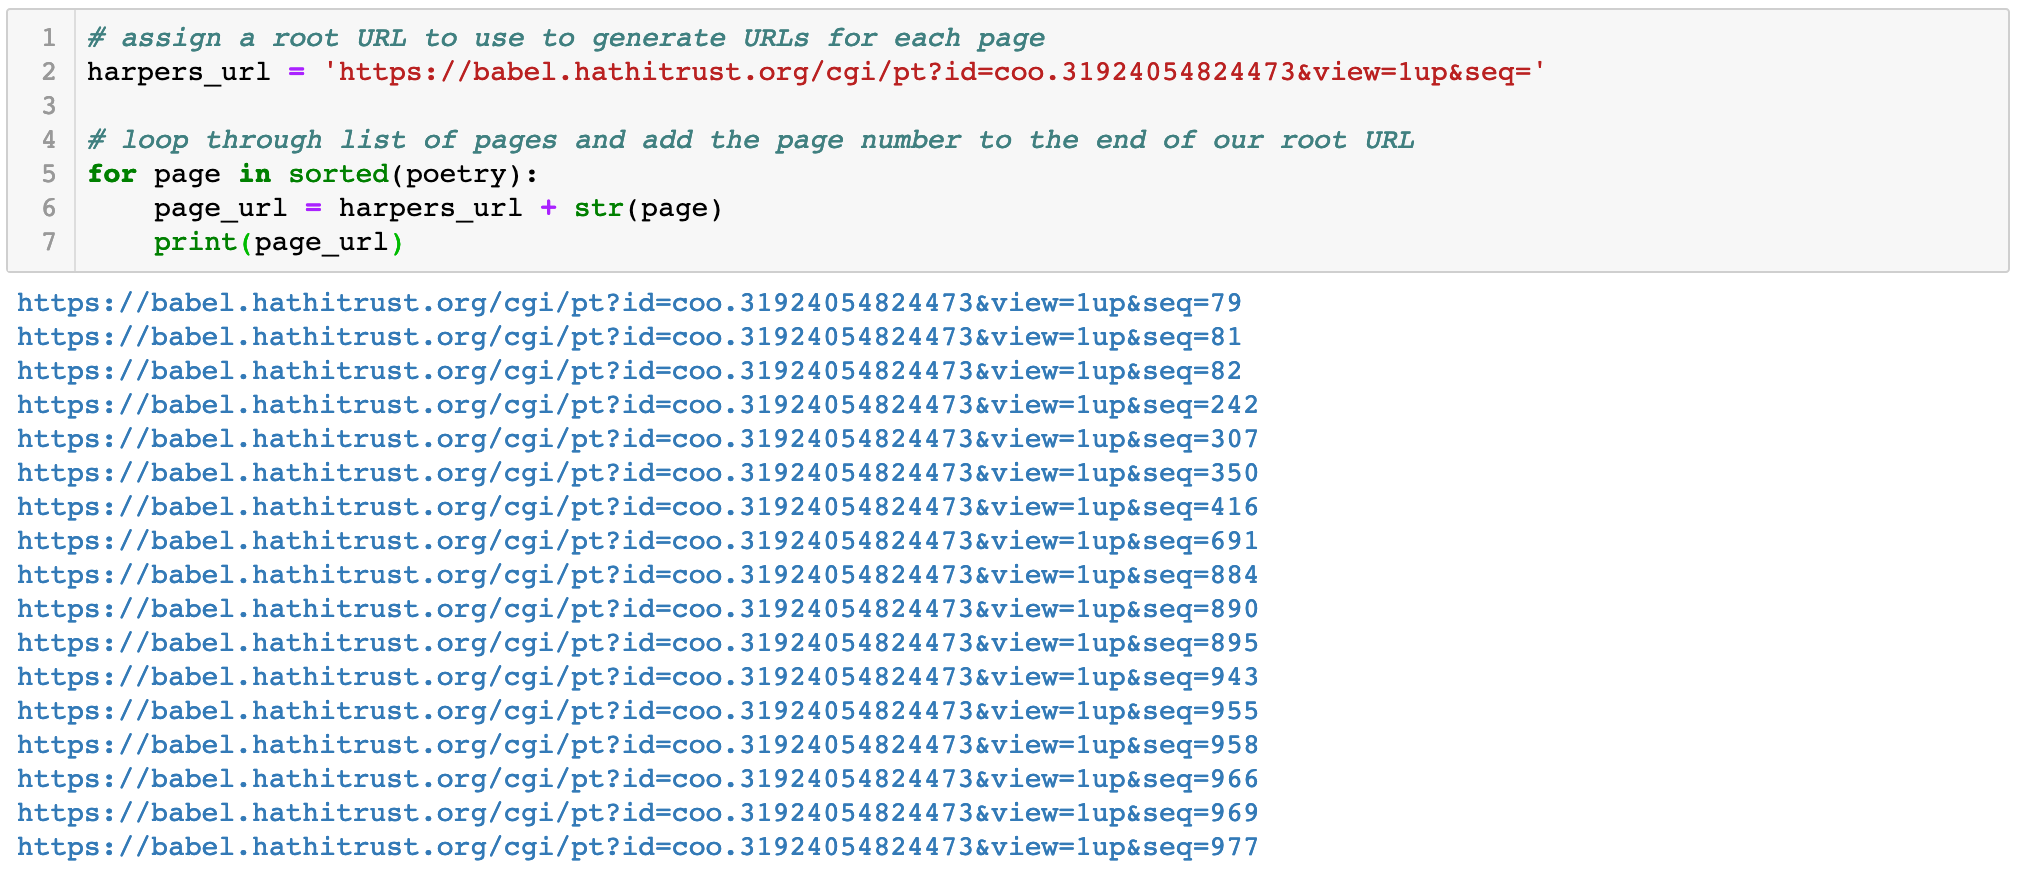 1 # assign a root URL to use to generate URLs for each page
2 harpers_url = 'https://babel.hathitrust.org/cgi/pt?id=coo.31924054824473&view=1up&seq='
3
4 # loop through list of pages and add the page number to the end of our root URL
5 for page in sorted(poetry):
6     page_url = harpers_url + str(page)
7     print(page_url)
https://babel.hathitrust.org/cgi/pt?id=coo.31924054824473&view=1up&seq=79
https://babel.hathitrust.org/cgi/pt?id=coo.31924054824473&view=1up&seq=81
https://babel.hathitrust.org/cgi/pt?id=coo.31924054824473&view=1up&seq=82
https://babel.hathitrust.org/cgi/pt?id=coo.31924054824473&view=1up&seq=242
https://babel.hathitrust.org/cgi/pt?id=coo.31924054824473&view=1up&seq=307
https://babel.hathitrust.org/cgi/pt?id=coo.31924054824473&view=1up&seq=350
https://babel.hathitrust.org/cgi/pt?id=coo.31924054824473&view=1up&seq=416
https://babel.hathitrust.org/cgi/pt?id=coo.31924054824473&view=1up&seq=691
https://babel.hathitrust.org/cgi/pt?id=coo.31924054824473&view=1up&seq=884
https://babel.hathitrust.org/cgi/pt?id=coo.31924054824473&view=1up&seq=890
https://babel.hathitrust.org/cgi/pt?id=coo.31924054824473&view=1up&seq=895
https://babel.hathitrust.org/cgi/pt?id=coo.31924054824473&view=1up&seq=943
https://babel.hathitrust.org/cgi/pt?id=coo.31924054824473&view=1up&seq=955
https://babel.hathitrust.org/cgi/pt?id=coo.31924054824473&view=1up&seq=958
https://babel.hathitrust.org/cgi/pt?id=coo.31924054824473&view=1up&seq=966
https://babel.hathitrust.org/cgi/pt?id=coo.31924054824473&view=1up&seq=969
https://babel.hathitrust.org/cgi/pt?id=coo.31924054824473&view=1up&seq=977